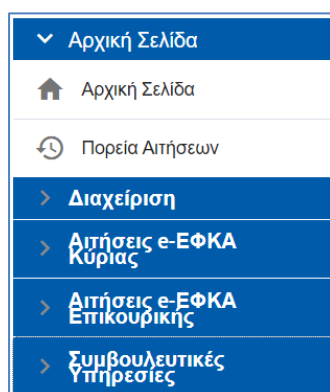 Αρχική Σελίδα
Αρχική Σελίδα
Πορεία Αιτήσεων
Διαχείριση
Αιτήσεις e-ΕΦΚΑ
Κύριας
Αιτήσεις e-ΕΦΚΑ
Επικουρικής
Συμβουλευτικές
Υπηρεσίες